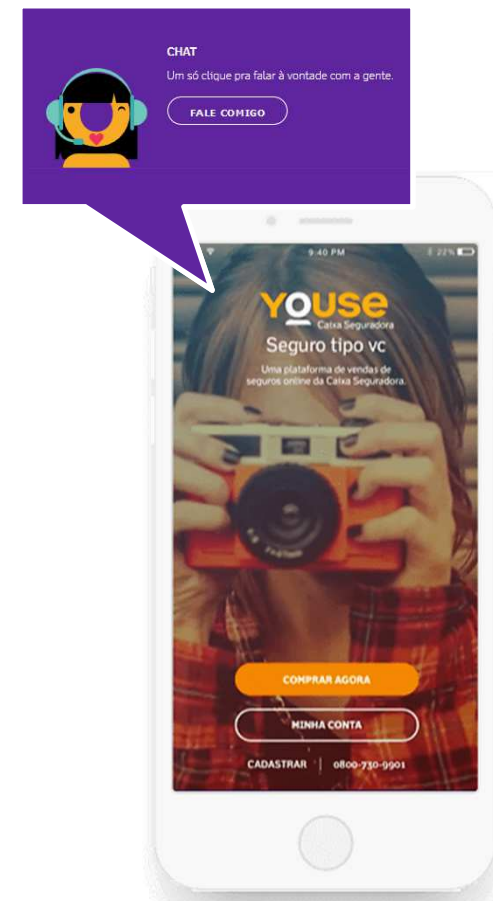 CHAT
Um só clique pra falar à vontade com a gente.
FALE COMIGO
9:40 PM
22%
YOUSE
Caixa Seguradora
Seguro tipo vc
Uma plataforma de vendas de
seguros online da Caixa Seguradora.
COMPRAR AGORA
MINHA CONTA
CADASTRAR | 0800-730-9901